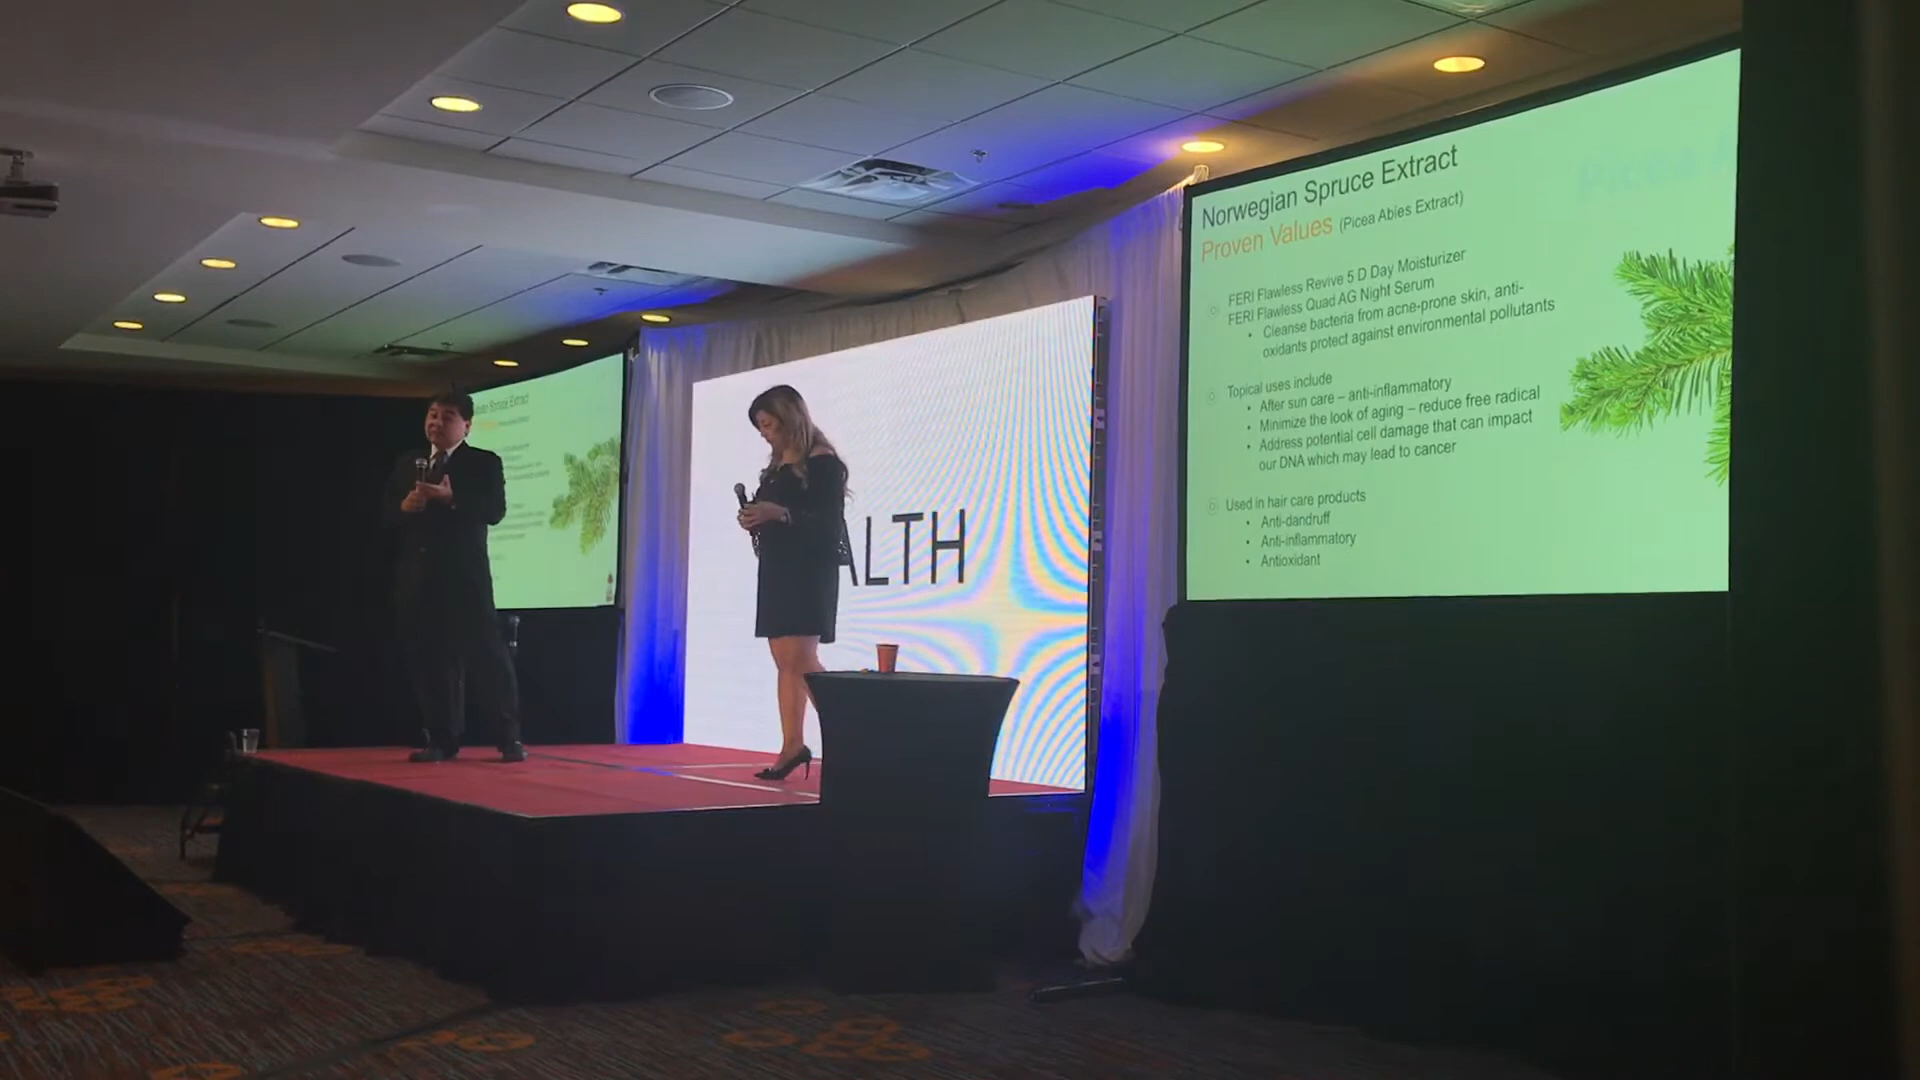 Norwegian Spruce Extract
Proven Values (Picea Abies Extract)
FERI Flawless Revive 5 D Day Moisturizer
FERI Flawless Quad AG Night Serum
• Cleanse bacteria from acne-prone skin, anti-
oxidants protect against environmental pollutants
Topical uses include
• After sun care – anti-inflammatory
• Minimize the look of aging – reduce free radical
• Address potential cell damage that can impact
our DNA which may lead to cancer
Used in hair care products
• Anti-dandruff
• Anti-inflammatory
• Antioxidant
ALTH
Spruce Extract